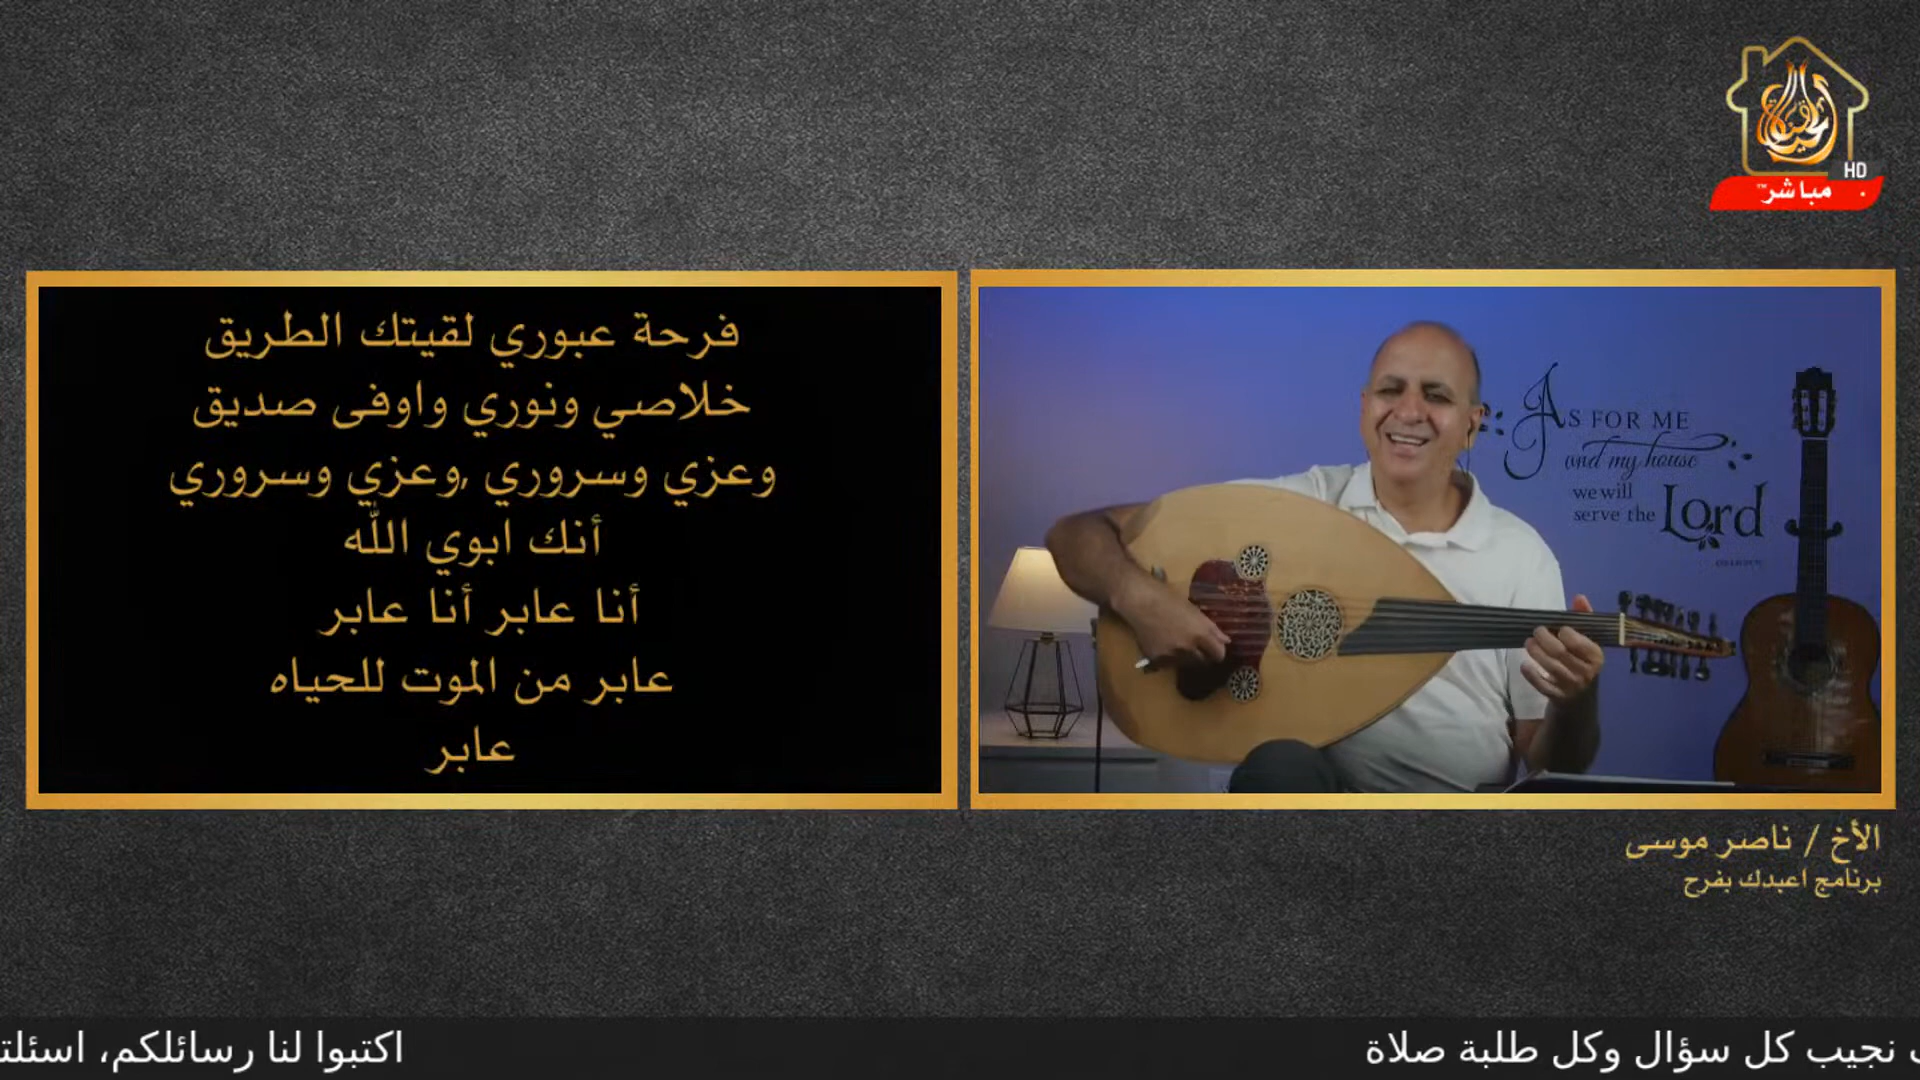 HD
مباشر
فرحة عبوري لقيتك الطريق
خلاصي ونوري واوفى صديق
وعزي وسروري ,وعزي وسروري
أنك ابوي الله
أنا عابر أنا عابر
عابر من الموت للحياه
عابر
AS FOR ME
and my house
we will
serve the Lord
الأخ / ناصر موسى
برنامج اعبدك بفرح
نجيب كل سؤال وكل طلبة صلاة
اكتبوا لنا رسائلكم،